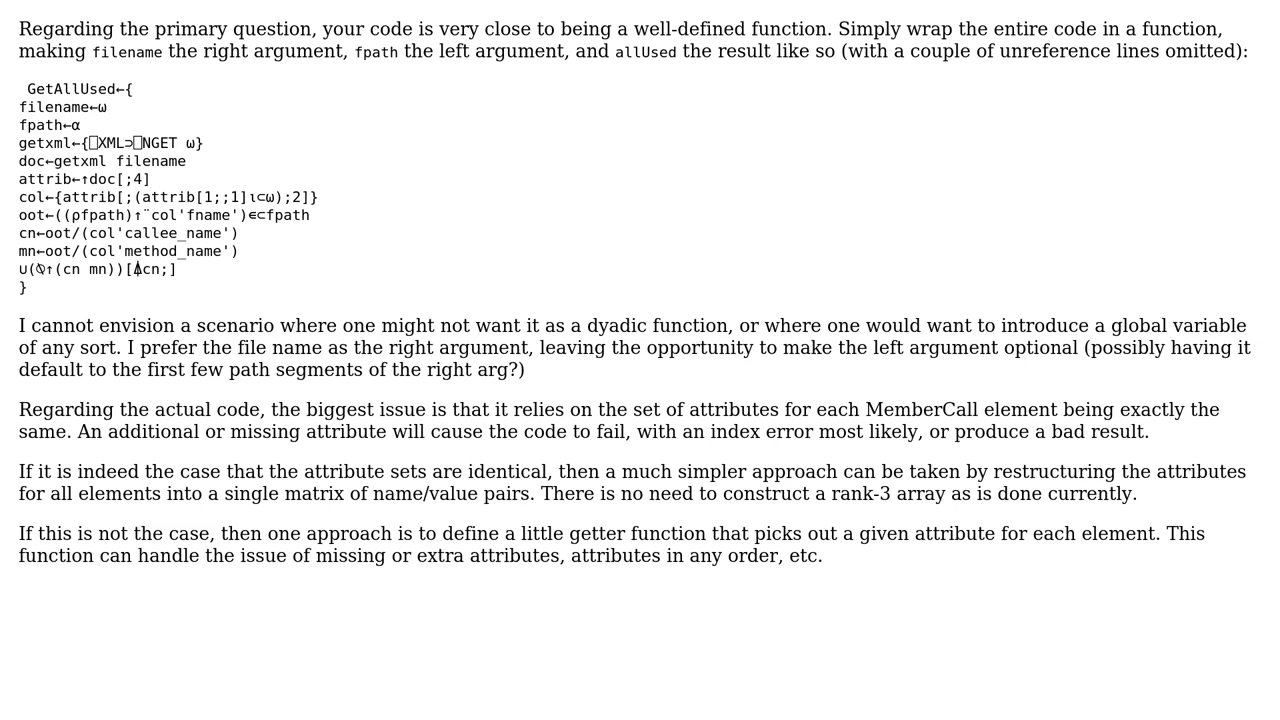 Regarding the primary question, your code is very close to being a well-defined function. Simply wrap the entire code in a function,
making filename the right argument, fpath the left argument, and allUsed the result like so (with a couple of unreference lines omitted):
GetAllUsed←{
filename←⍵
fpath←⍺
getxml←{⎕XML⊃⎕NGET ⍵}
doc←getxml filename
attrib←↑doc[;4]
col←{attrib[;(attrib[1;;1]⍳⊂⍵);2]}
oot←((⍴fpath)↑¨col'fname')∊⊂fpath
cn←oot/(col'callee_name')
mn←oot/(col'method_name')
∪(⍉↑(cn mn))[⍋cn;]
}
I cannot envision a scenario where one might not want it as a dyadic function, or where one would want to introduce a global variable
of any sort. I prefer the file name as the right argument, leaving the opportunity to make the left argument optional (possibly having it
default to the first few path segments of the right arg?)
Regarding the actual code, the biggest issue is that it relies on the set of attributes for each MemberCall element being exactly the
same. An additional or missing attribute will cause the code to fail, with an index error most likely, or produce a bad result.
If it is indeed the case that the attribute sets are identical, then a much simpler approach can be taken by restructuring the attributes
for all elements into a single matrix of name/value pairs. There is no need to construct a rank-3 array as is done currently.
If this is not the case, then one approach is to define a little getter function that picks out a given attribute for each element. This
function can handle the issue of missing or extra attributes, attributes in any order, etc.